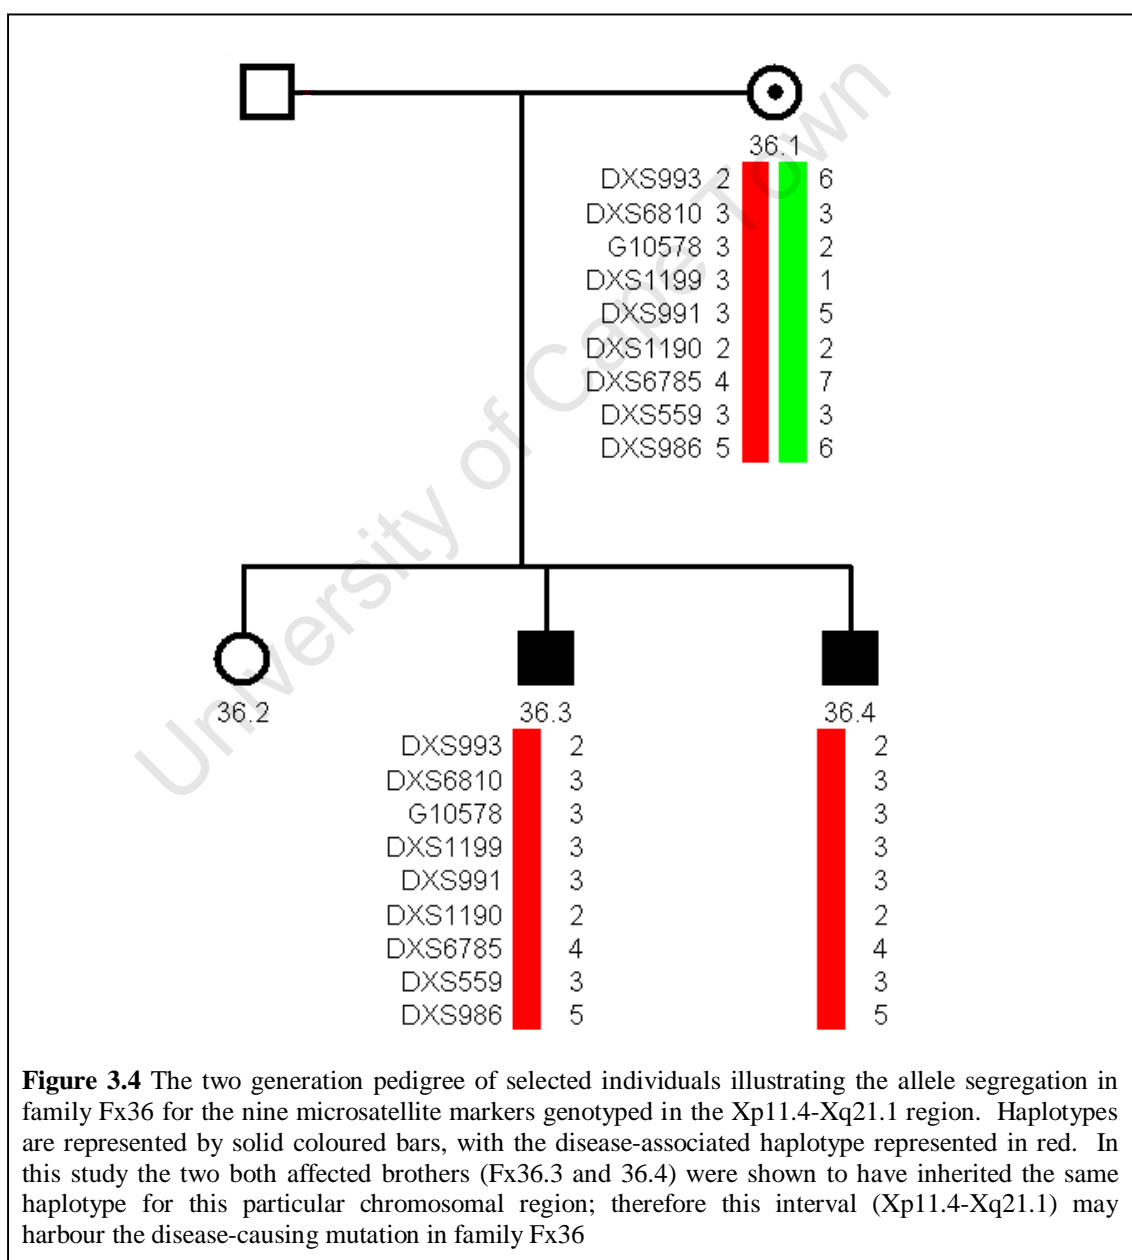 36.1
DXS993 2 6
DXS6810 3 3
G10578 3 2
DXS1199 3 1
DXS991 3 5
DXS1190 2 2
DXS6785 4 7
DXS559 3 3
DXS986 5 6
University of Cape Town
36.2 36.3 36.4
DXS993 2 2
DXS6810 3 3
G10578 3 3
DXS1199 3 3
DXS991 3 3
DXS1190 2 2
DXS6785 4 4
DXS559 3 3
DXS986 5 5
Figure 3.4 The two generation pedigree of selected individuals illustrating the allele segregation in
family Fx36 for the nine microsatellite markers genotyped in the Xp11.4-Xq21.1 region. Haplotypes
are represented by solid coloured bars, with the disease-associated haplotype represented in red. In
this study the two both affected brothers (Fx36.3 and 36.4) were shown to have inherited the same
haplotype for this particular chromosomal region; therefore this interval (Xp11.4-Xq21.1) may
harbour the disease-causing mutation in family Fx36